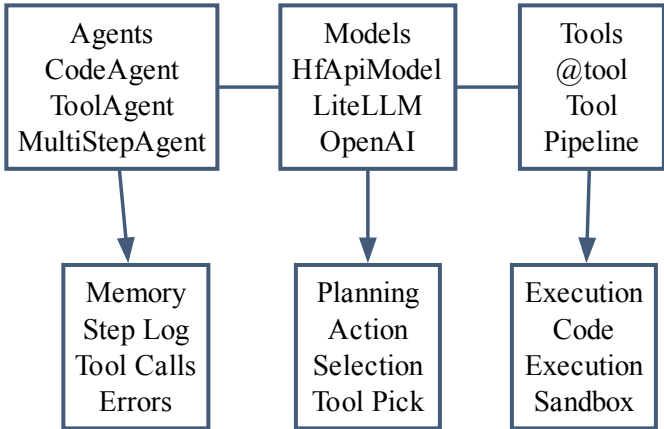 Agents
CodeAgent
ToolAgent
MultiStepAgent
Models
HfApiModel
LiteLLM
OpenAI
Tools
@tool
Tool
Pipeline
Memory
Step Log
Tool Calls
Errors
Planning
Action
Selection
Tool Pick
Execution
Code
Execution
Sandbox